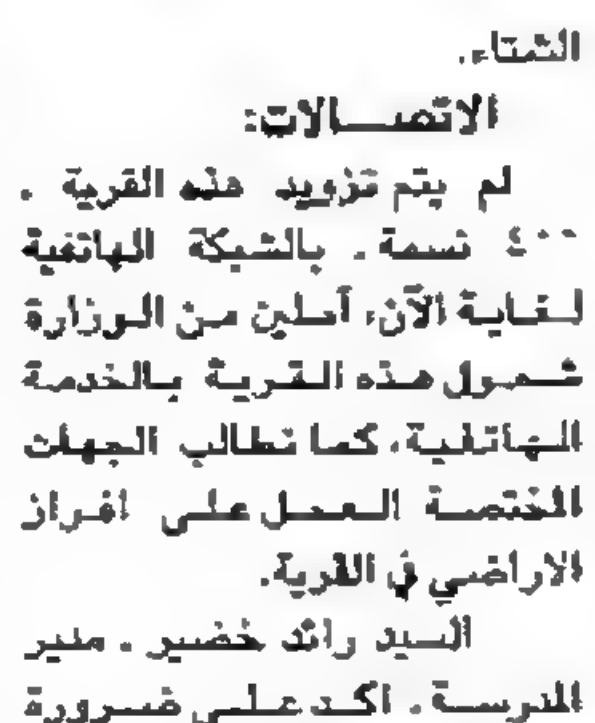 الشتاء.
الاتصالات:
لم يتم تزويد هذه القرية .
٤٠٠ نسمة . بالشبكة الهاتفية
لغاية الآن، آملين من الوزارة
شمول هذه القرية بالخدمة
الهاتفية، كما نطالب الجهات
المختصة العمل على افراز
الاراضي في القرية.
السيد رائد خضير . مدير
المدرسة . اكد على ضرورة